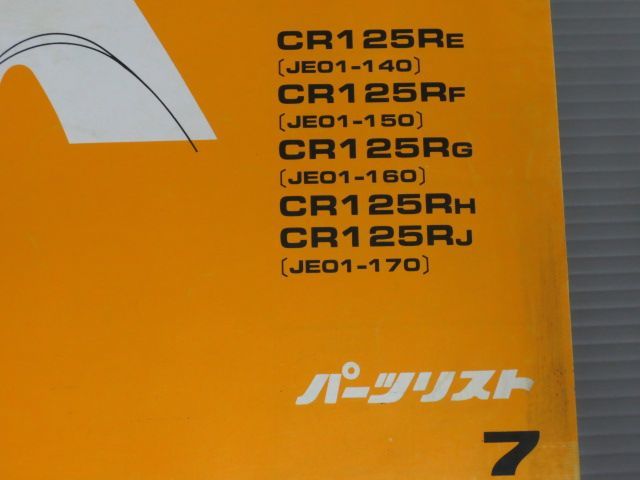 CR125RE
〔JE01-140〕
CR125RF
〔JE01-150〕
CR125RG
〔JE01-160〕
CR125RH
CR125RJ
〔JE01-170〕
パーツリスト
7